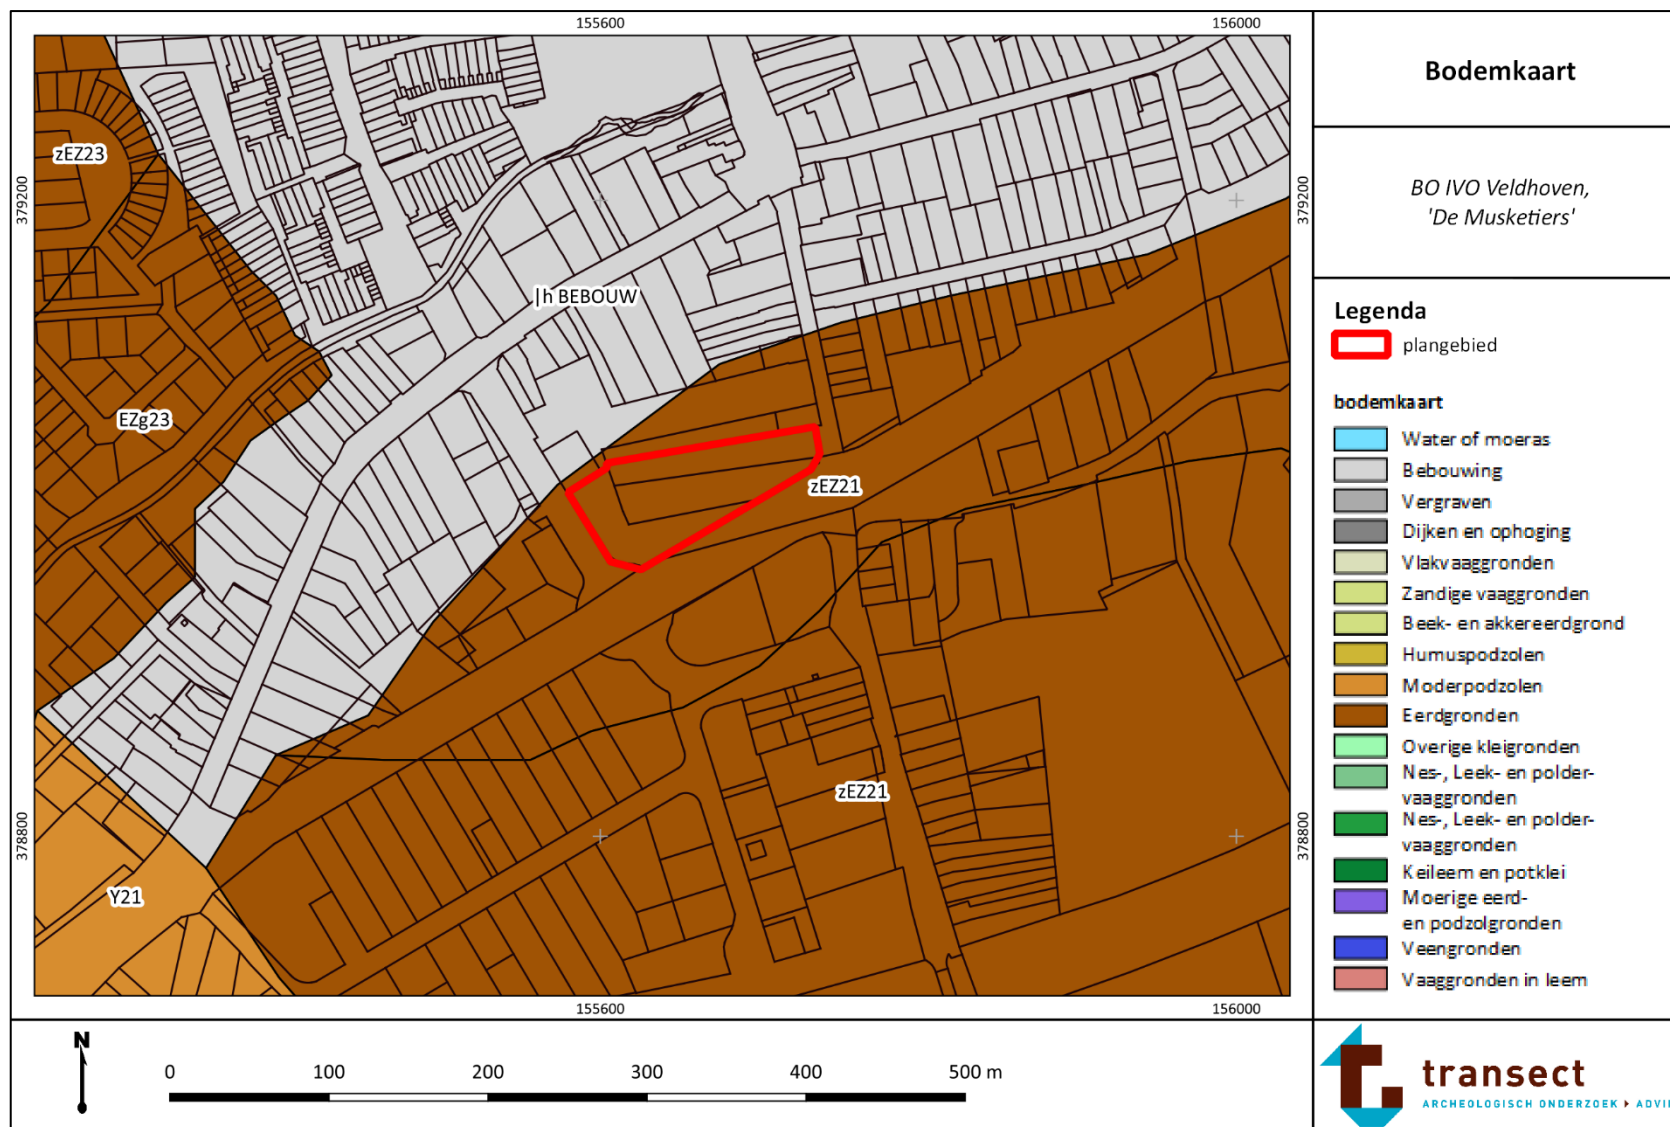 155600
156000
379200
379200
zEZ23
|h BEBOUW
EZg23
zEZ21
zEZ21
Y21
378800
378800
155600
156000
Bodemkaart
BO IVO Veldhoven,
'De Musketiers'
Legenda
plangebied
bodemkaart
Water of moeras
Bebouwing
Vergraven
Dijken en ophoging
Vlakvaaggronden
Zandige vaaggronden
Beek- en akkereerdgrond
Humuspodzolen
Moderpodzolen
Eerdgronden
Overige kleigronden
Nes-, Leek- en polder-
vaaggronden
Nes-, Leek- en polder-
vaaggronden
Keileem en potklei
Moerige eerd-
en podzolgronden
Veengronden
Vaaggronden in leem
N
0 100 200 300 400 500 m
transect
ARCHEOLOGISCH ONDERZOEK ▸ ADVI